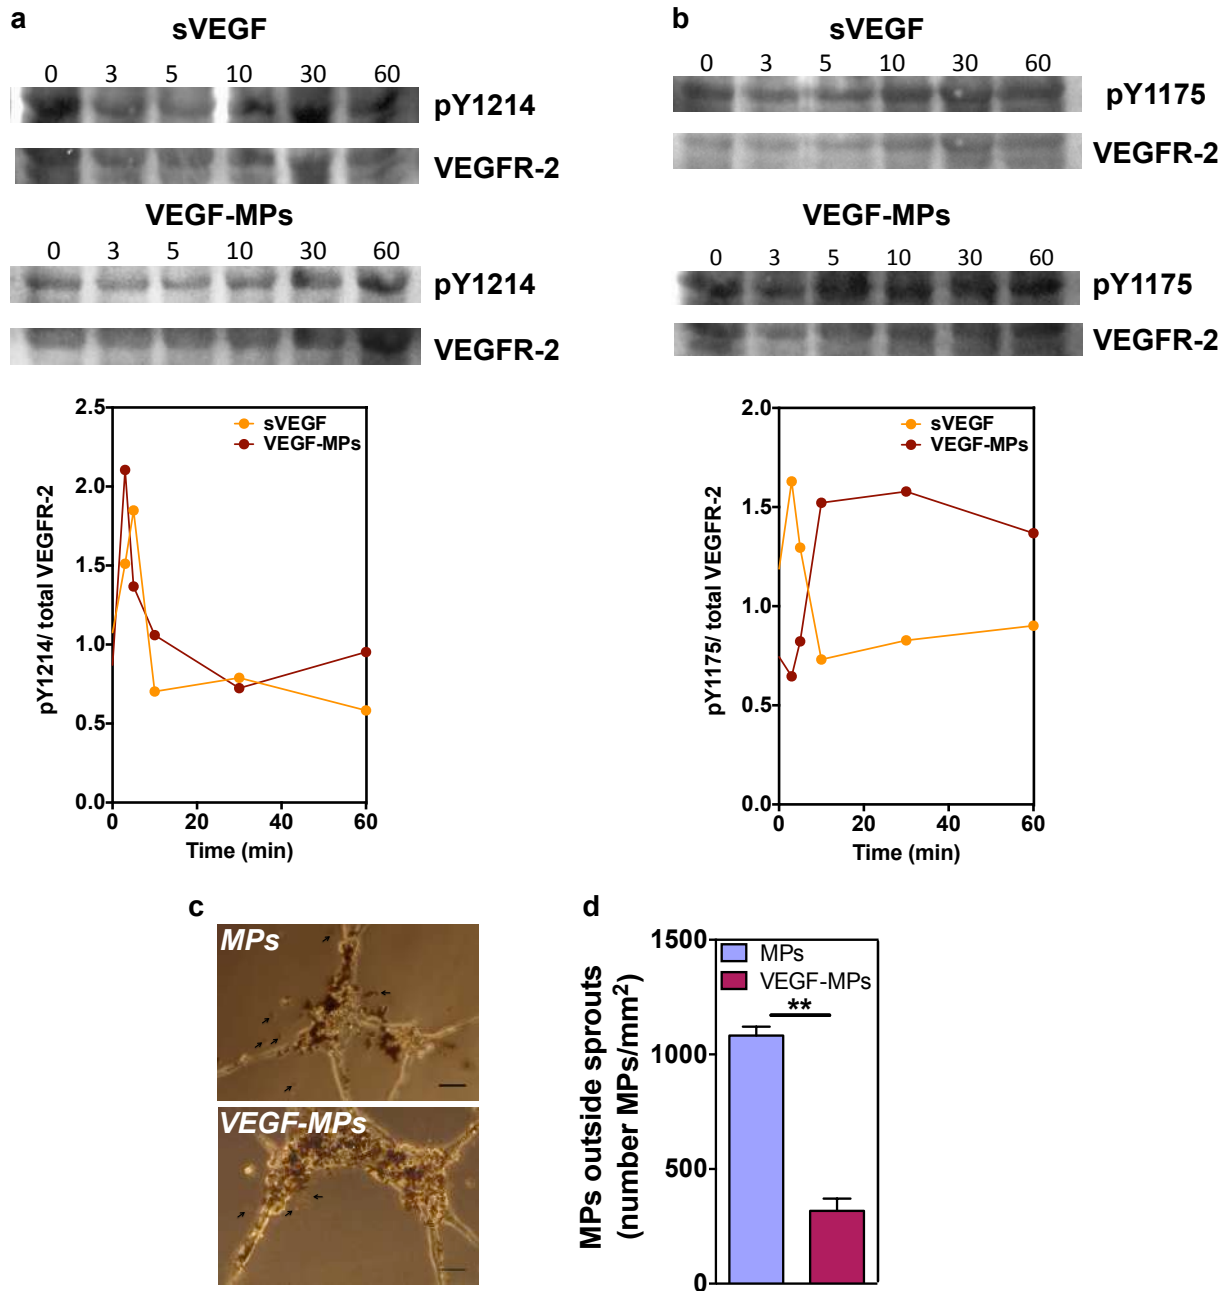 a
sVEGF
0 3 5 10 30 60
pY1214
VEGFR-2
VEGF-MPs
0 3 5 10 30 60
pY1214
VEGFR-2
2.5
2.0
1.5
1.0
0.5
0.0
pY1214/ total VEGFR-2
sVEGF
VEGF-MPs
0 20 40 60
Time (min)
b
sVEGF
0 3 5 10 30 60
pY1175
VEGFR-2
VEGF-MPs
0 3 5 10 30 60
pY1175
VEGFR-2
2.0
1.5
1.0
0.5
0.0
pY1175/ total VEGFR-2
sVEGF
VEGF-MPs
0 20 40 60
Time (min)
c
MPs
VEGF-MPs
d
MPs outside sprouts
(number MPs/mm²)
1500
1000
500
0
MPs
VEGF-MPs
**